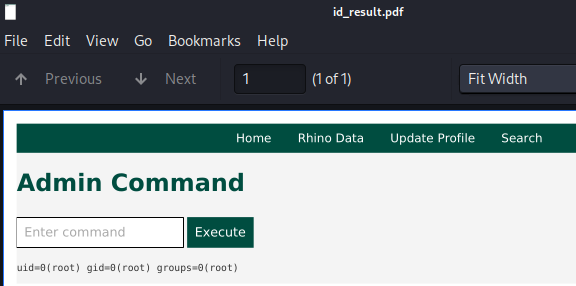 id_result.pdf
File Edit View Go Bookmarks Help
Previous Next 1 (1 of 1) Fit Width
Home Rhino Data Update Profile Search
Admin Command
Enter command Execute
uid=0(root) gid=0(root) groups=0(root)